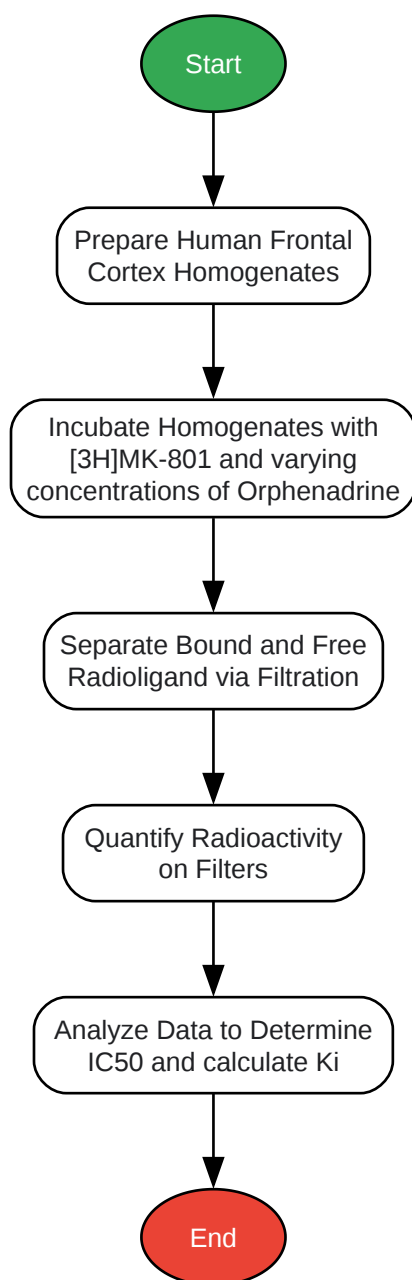 Start
Prepare Human Frontal
Cortex Homogenates
Incubate Homogenates with
[3H]MK-801 and varying
concentrations of Orphenadrine
Separate Bound and Free
Radioligand via Filtration
Quantify Radioactivity
on Filters
Analyze Data to Determine
IC50 and calculate Ki
End